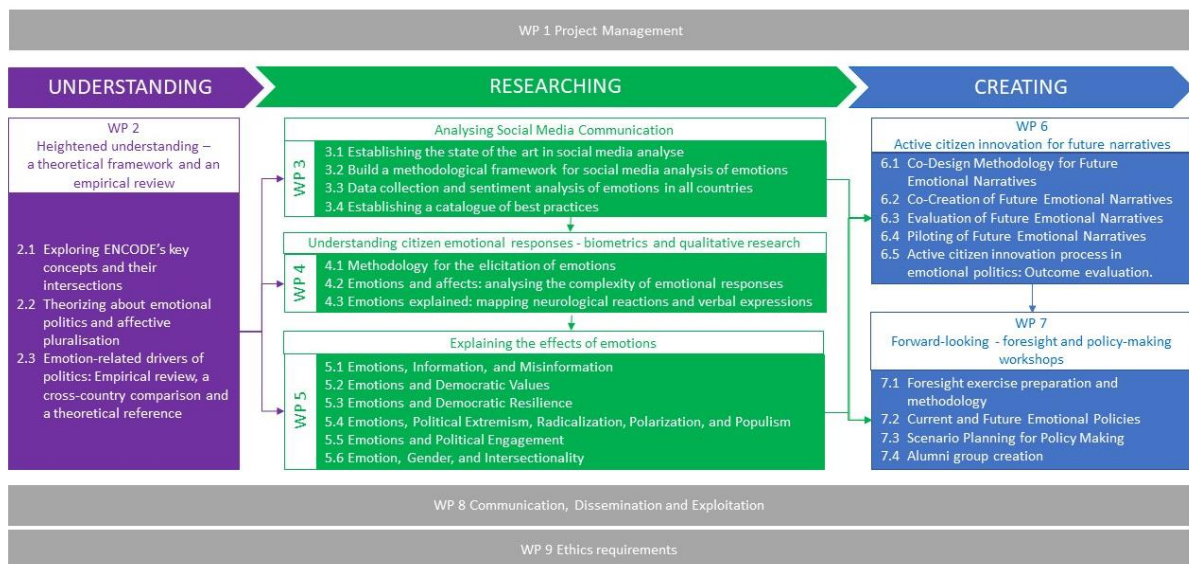 WP 1 Project Management
UNDERSTANDING
RESEARCHING
CREATING
WP 2
Heightened understanding –
a theoretical framework and an
empirical review
2.1 Exploring ENCODE's key
concepts and their
intersections
2.2 Theorizing about emotional
politics and affective
pluralisation
2.3 Emotion-related drivers of
politics: Empirical review, a
cross-country comparison and
a theoretical reference
WP 3
Analysing Social Media Communication
3.1 Establishing the state of the art in social media analyse
3.2 Build a methodological framework for social media analysis of emotions
3.3 Data collection and sentiment analysis of emotions in all countries
3.4 Establishing a catalogue of best practices
WP 4
Understanding citizen emotional responses - biometrics and qualitative research
4.1 Methodology for the elicitation of emotions
4.2 Emotions and affects: analysing the complexity of emotional responses
4.3 Emotions explained: mapping neurological reactions and verbal expressions
WP 5
Explaining the effects of emotions
5.1 Emotions, Information, and Misinformation
5.2 Emotions and Democratic Values
5.3 Emotions and Democratic Resilience
5.4 Emotions, Political Extremism, Radicalization, Polarization, and Populism
5.5 Emotions and Political Engagement
5.6 Emotion, Gender, and Intersectionality
WP 6
Active citizen innovation for future narratives
6.1 Co-Design Methodology for Future
Emotional Narratives
6.2 Co-Creation of Future Emotional Narratives
6.3 Evaluation of Future Emotional Narratives
6.4 Piloting of Future Emotional Narratives
6.5 Active citizen innovation process in
emotional politics: Outcome evaluation.
WP 7
Forward-looking - foresight and policy-making
workshops
7.1 Foresight exercise preparation and
methodology
7.2 Current and Future Emotional Policies
7.3 Scenario Planning for Policy Making
7.4 Alumni group creation
WP 8 Communication, Dissemination and Exploitation
WP 9 Ethics requirements